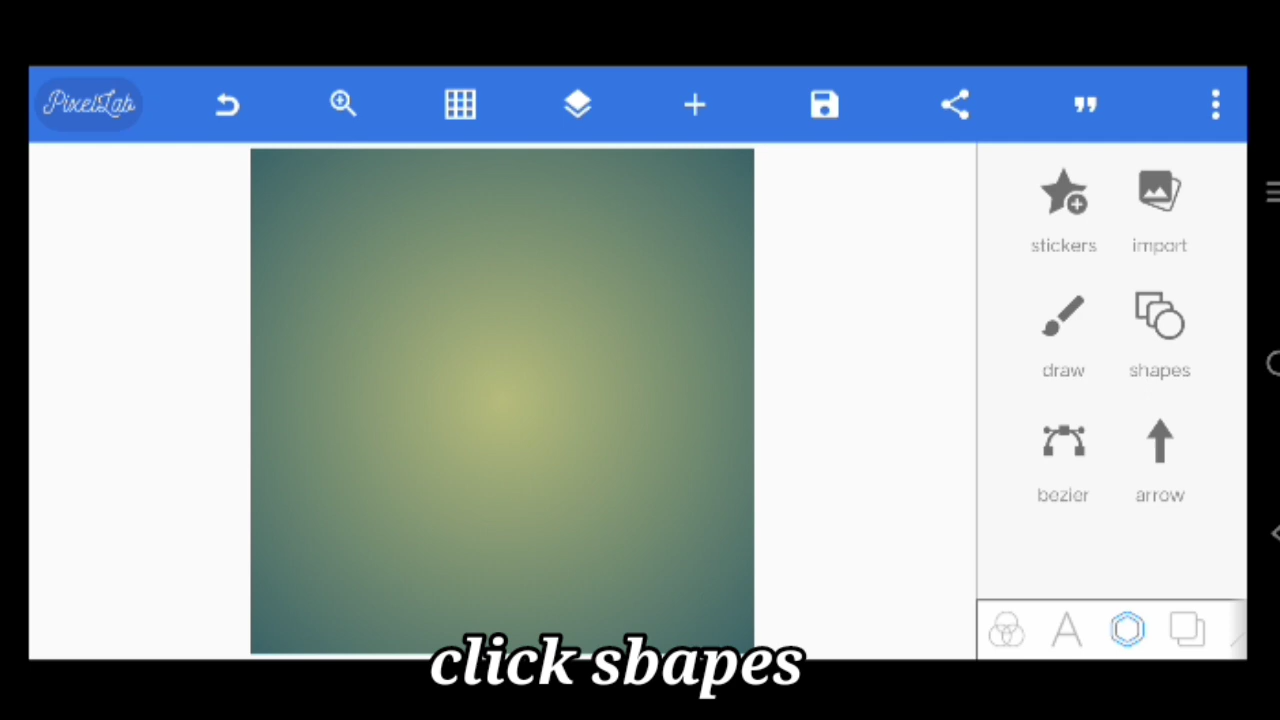 PixelLab
stickers import
draw shapes
bezier arrow
click sbapes